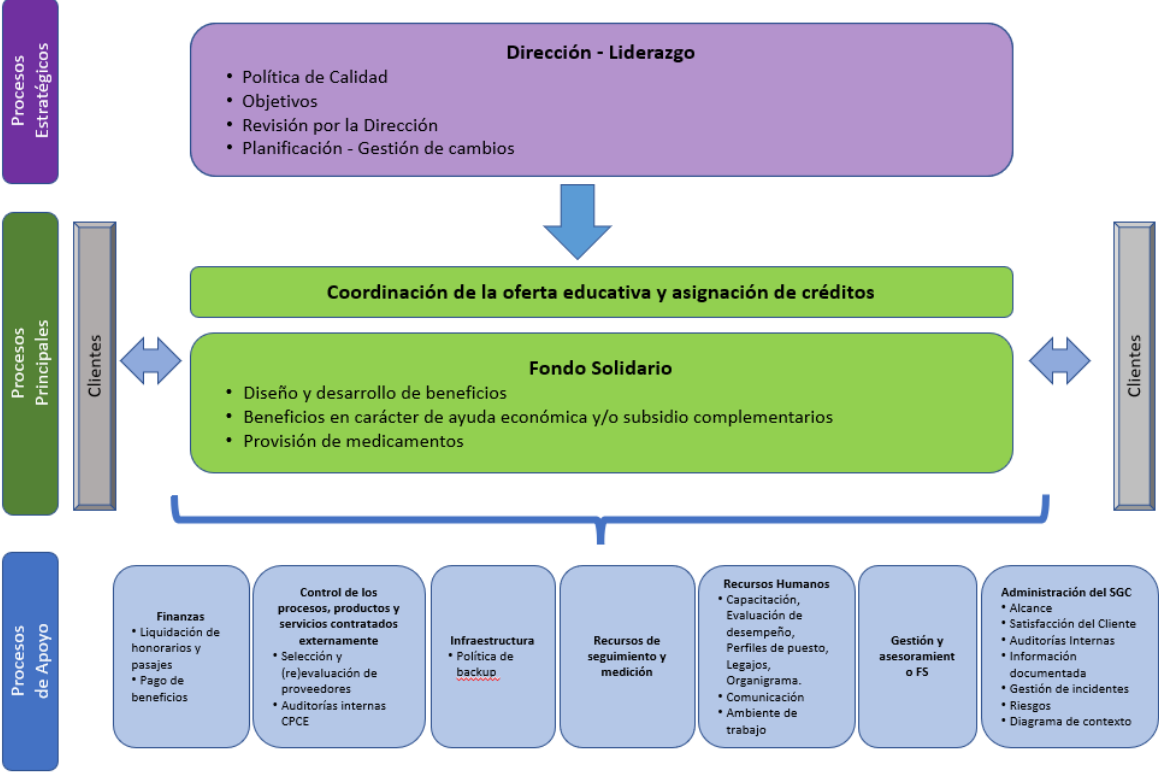 Procesos
Estratégicos
Dirección - Liderazgo
• Política de Calidad
• Objetivos
• Revisión por la Dirección
• Planificación - Gestión de cambios
Procesos
Principales
Clientes
Coordinación de la oferta educativa y asignación de créditos
Fondo Solidario
• Diseño y desarrollo de beneficios
• Beneficios en carácter de ayuda económica y/o subsidio complementarios
• Provisión de medicamentos
Clientes
Procesos
de Apoyo
Finanzas
• Liquidación de
honorarios y
pasajes
• Pago de
beneficios
Control de los
procesos, productos y
servicios contratados
externamente
• Selección y
(re)evaluación de
proveedores
• Auditorías internas
CPCE
Infraestructura
• Política de
backup
Recursos de
seguimiento y
medición
Recursos Humanos
• Capacitación,
Evaluación de
desempeño,
Perfiles de puesto,
Legajos,
Organigrama.
• Comunicación
• Ambiente de
trabajo
Gestión y
asesoramient
o FS
Administración del SGC
• Alcance
• Satisfacción del Cliente
• Auditorías Internas
• Información
documentada
• Gestión de incidentes
• Riesgos
• Diagrama de contexto